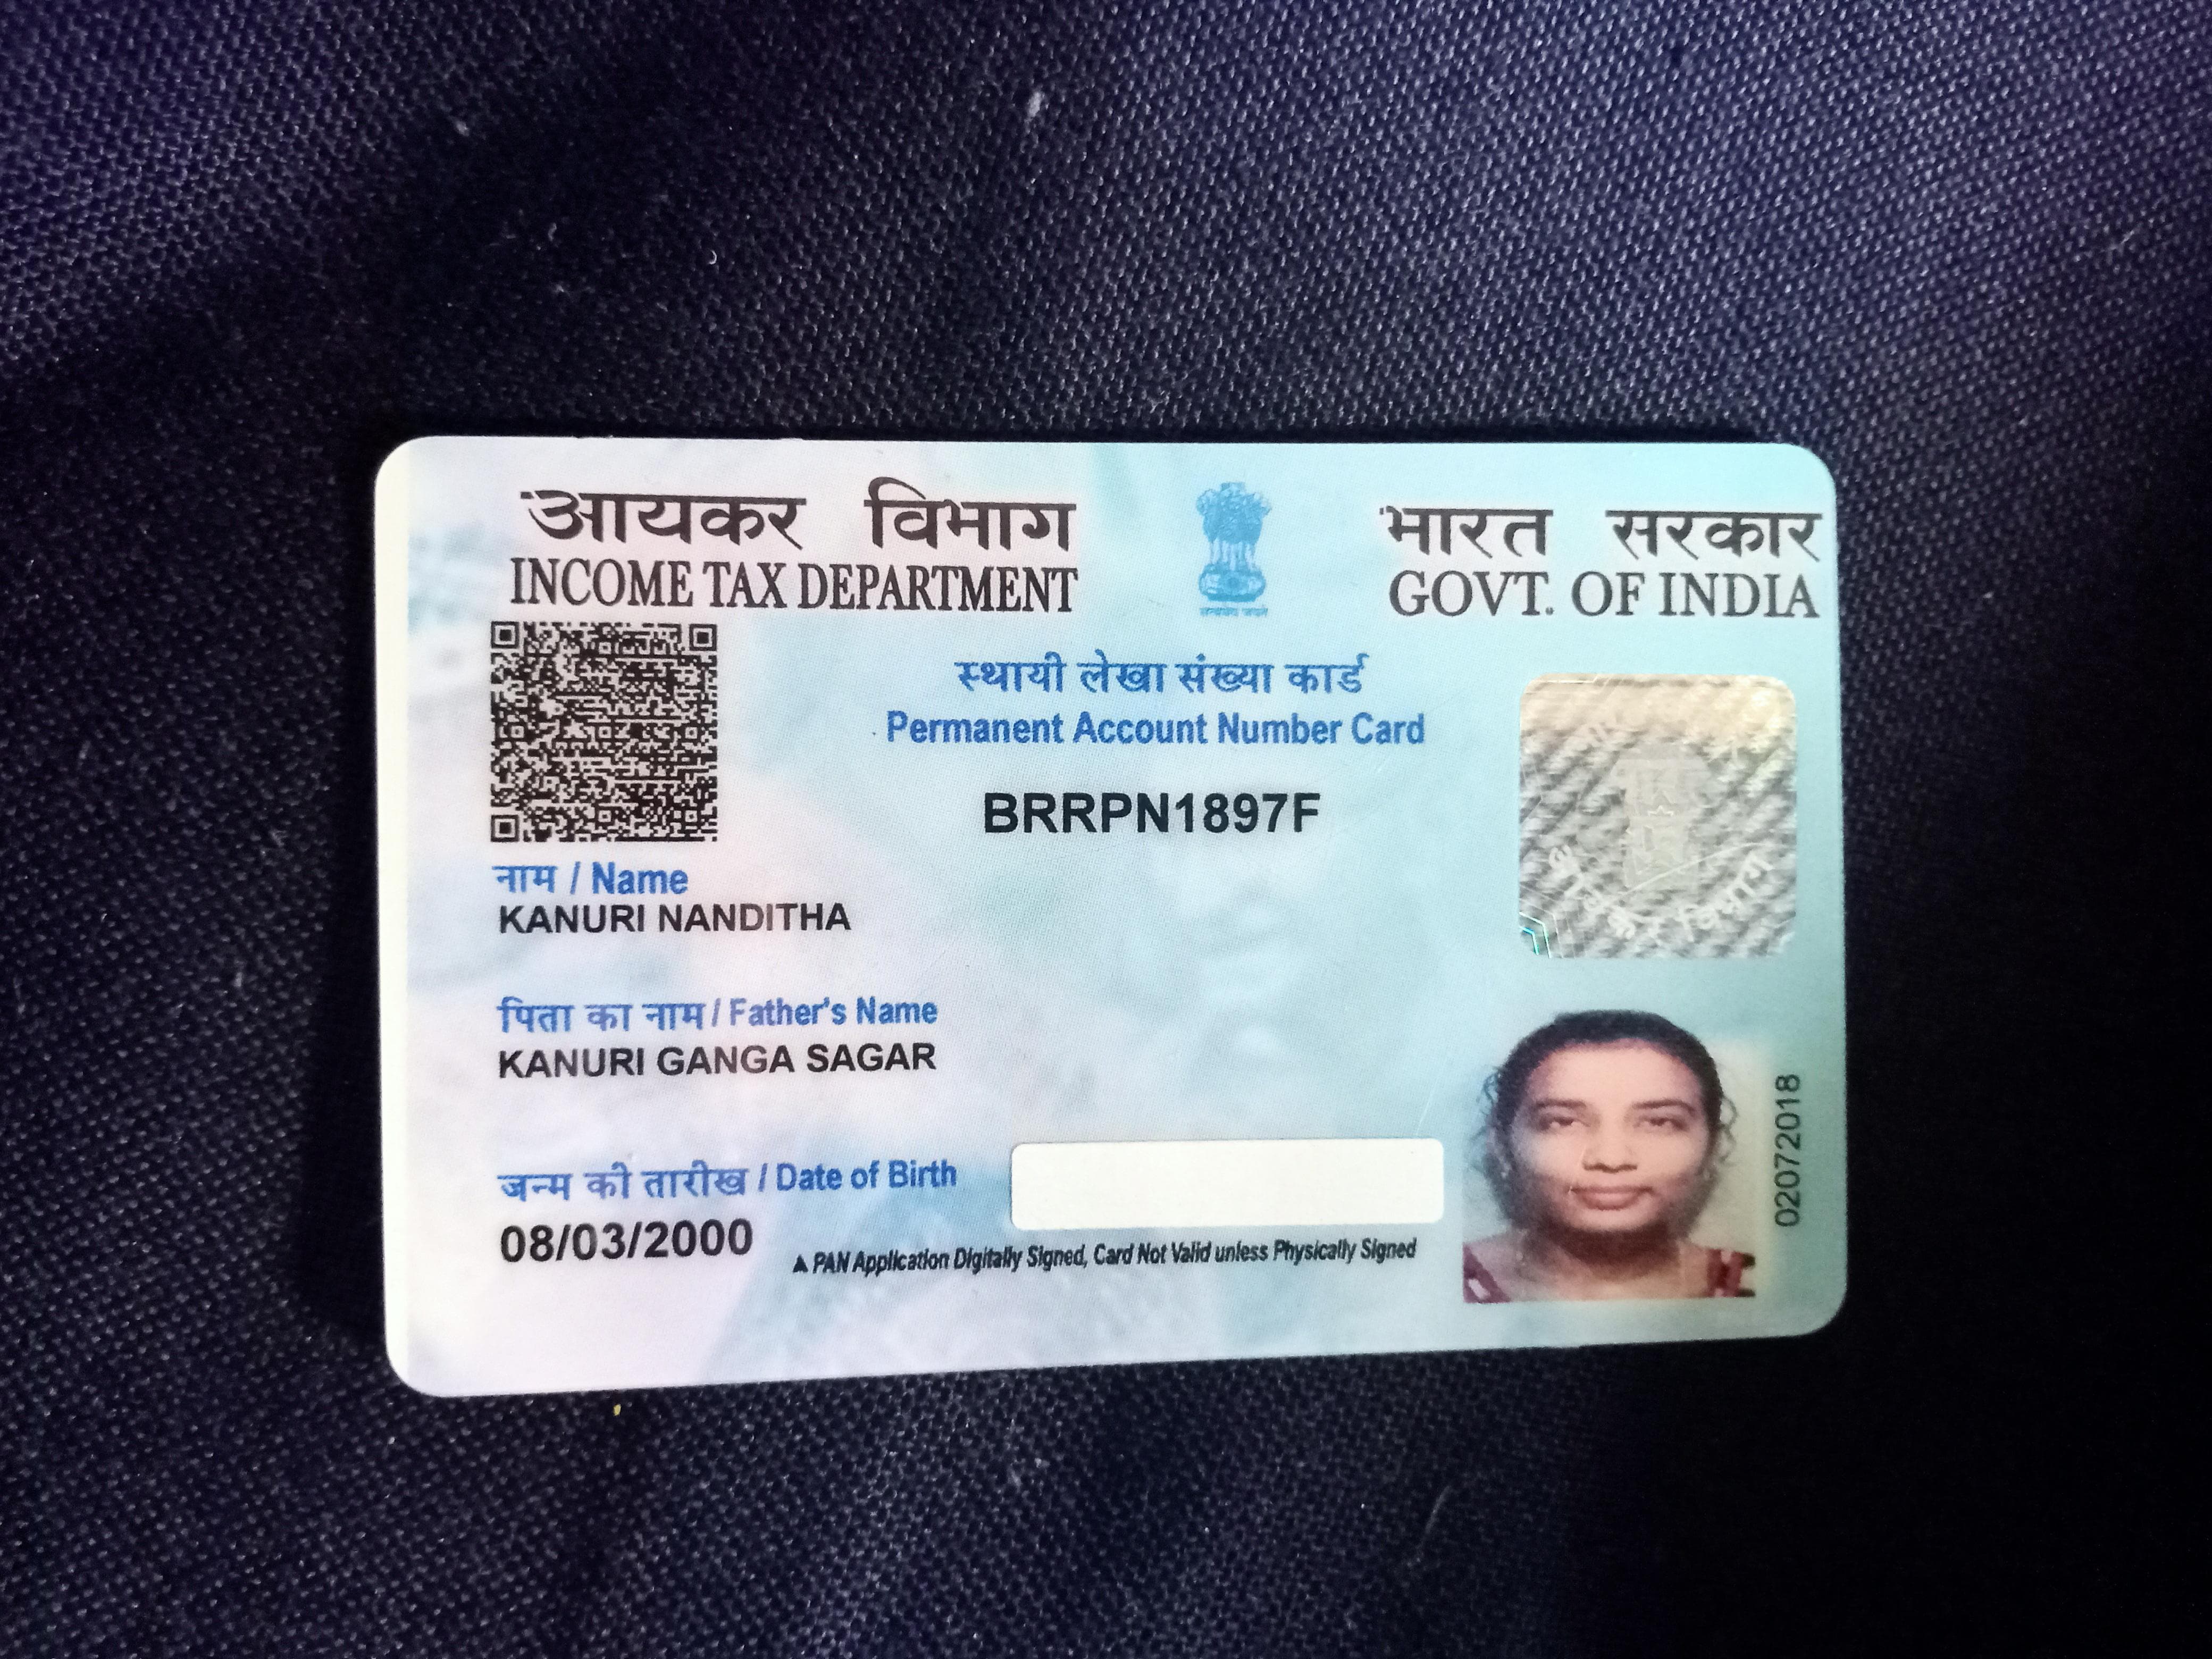 आयकर विभाग
INCOME TAX DEPARTMENT
सत्यमेव जयते
भारत सरकार
GOVT. OF INDIA
स्थायी लेखा संख्या कार्ड
Permanent Account Number Card
BRRPN1897F
आयकर विभाग
नाम / Name
KANURI NANDITHA
पिता का नाम / Father's Name
KANURI GANGA SAGAR
जन्म की तारीख / Date of Birth
08/03/2000
▲ PAN Application Digitally Signed, Card Not Valid unless Physically Signed
02072018